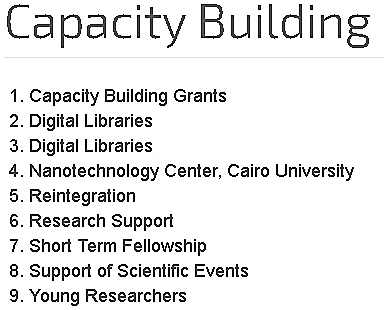 Capacity Building
1. Capacity Building Grants
2. Digital Libraries
3. Digital Libraries
4. Nanotechnology Center, Cairo University
5. Reintegration
6. Research Support
7. Short Term Fellowship
8. Support of Scientific Events
9. Young Researchers